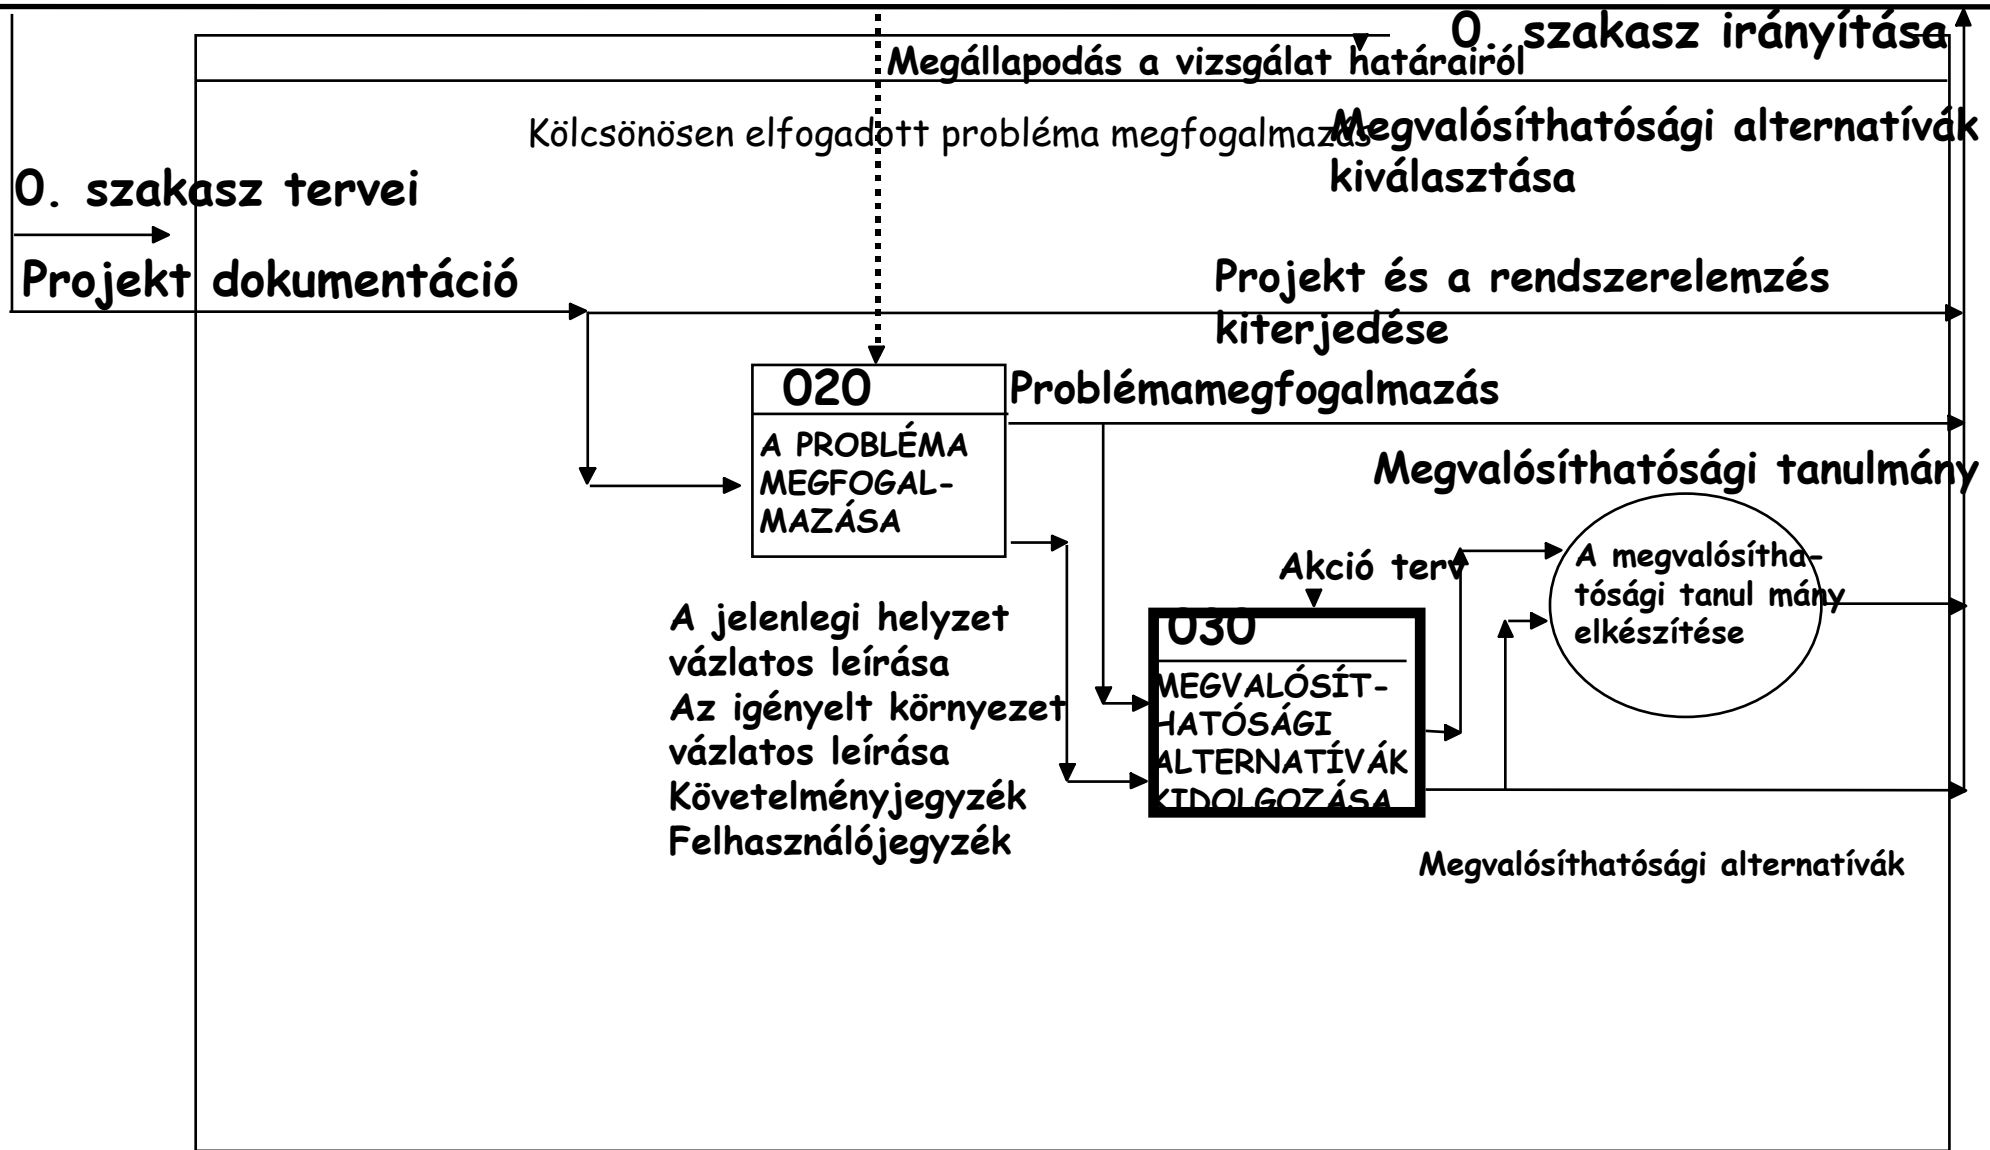 0. szakasz irányítása
Megállapodás a vizsgálat határairól
Kölcsönösen elfogadott probléma megfogalmazás
Megvalósíthatósági alternatívák
kiválasztása
0. szakasz tervei
Projekt dokumentáció
Projekt és a rendszerelemzés
kiterjedése
020
A PROBLÉMA
MEGFOGAL-
MAZÁSA
Problémamegfogalmazás
Megvalósíthatósági tanulmány
A megvalósítha-
tósági tanul mány
elkészítése
Akció terv
030
MEGVALÓSÍT-
HATÓSÁGI
ALTERNATÍVÁK
KIDOLGOZÁSA
A jelenlegi helyzet
vázlatos leírása
Az igényelt környezet
vázlatos leírása
Követelményjegyzék
Felhasználójegyzék
Megvalósíthatósági alternatívák